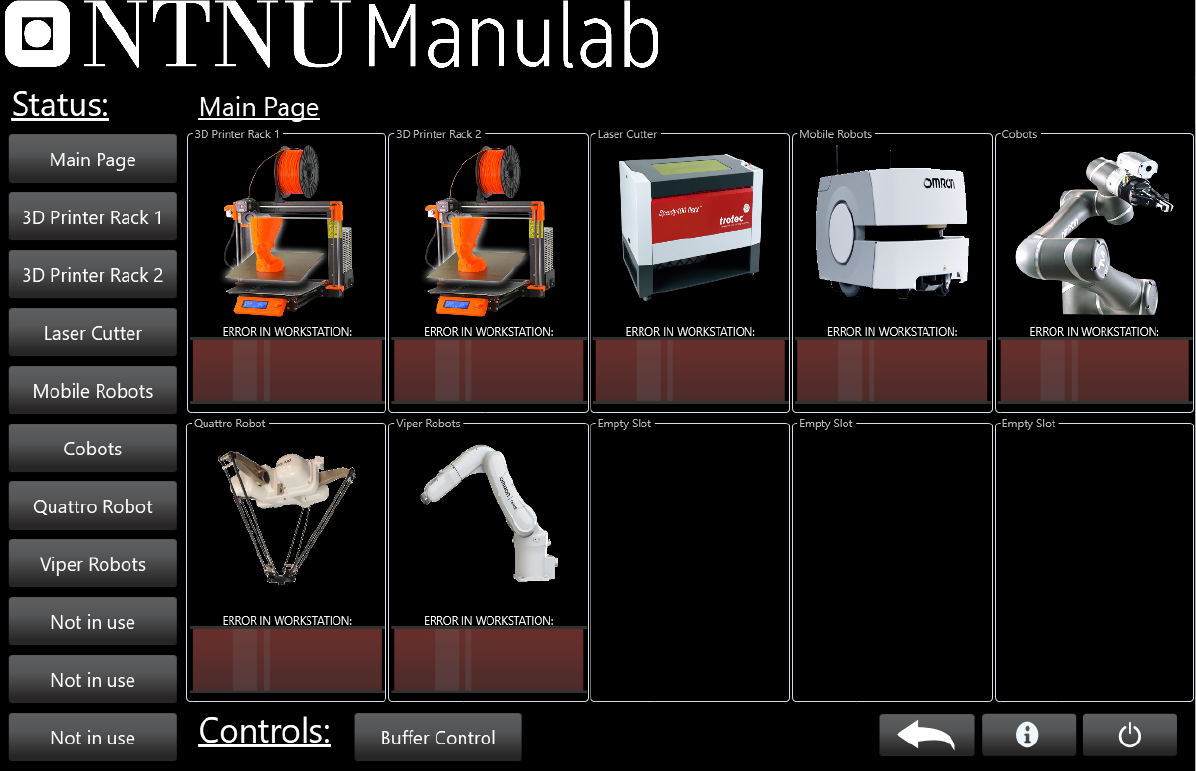 NTNU Manulab
Status:
Main Page
3D Printer Rack 1
3D Printer Rack 2
Laser Cutter
Mobile Robots
Cobots
Quattro Robot
Viper Robots
Not in use
Not in use
Not in use
Main Page
3D Printer Rack 1
ERROR IN WORKSTATION:
3D Printer Rack 2
ERROR IN WORKSTATION:
Laser Cutter
Speedy400 flexx
trotec
ERROR IN WORKSTATION:
Mobile Robots
OMRON
ERROR IN WORKSTATION:
Cobots
ERROR IN WORKSTATION:
Quattro Robot
ERROR IN WORKSTATION:
Viper Robots
OMRON
ERROR IN WORKSTATION:
Empty Slot
Empty Slot
Empty Slot
Controls:
Buffer Control